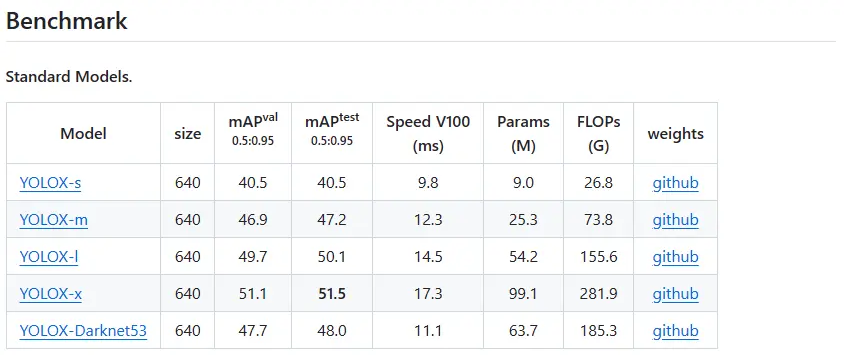 Benchmark
Standard Models.
Model size mAPval 0.5:0.95 mAPtest 0.5:0.95 Speed V100 (ms) Params (M) FLOPs (G) weights
YOLOX-s 640 40.5 40.5 9.8 9.0 26.8 github
YOLOX-m 640 46.9 47.2 12.3 25.3 73.8 github
YOLOX-l 640 49.7 50.1 14.5 54.2 155.6 github
YOLOX-x 640 51.1 51.5 17.3 99.1 281.9 github
YOLOX-Darknet53 640 47.7 48.0 11.1 63.7 185.3 github